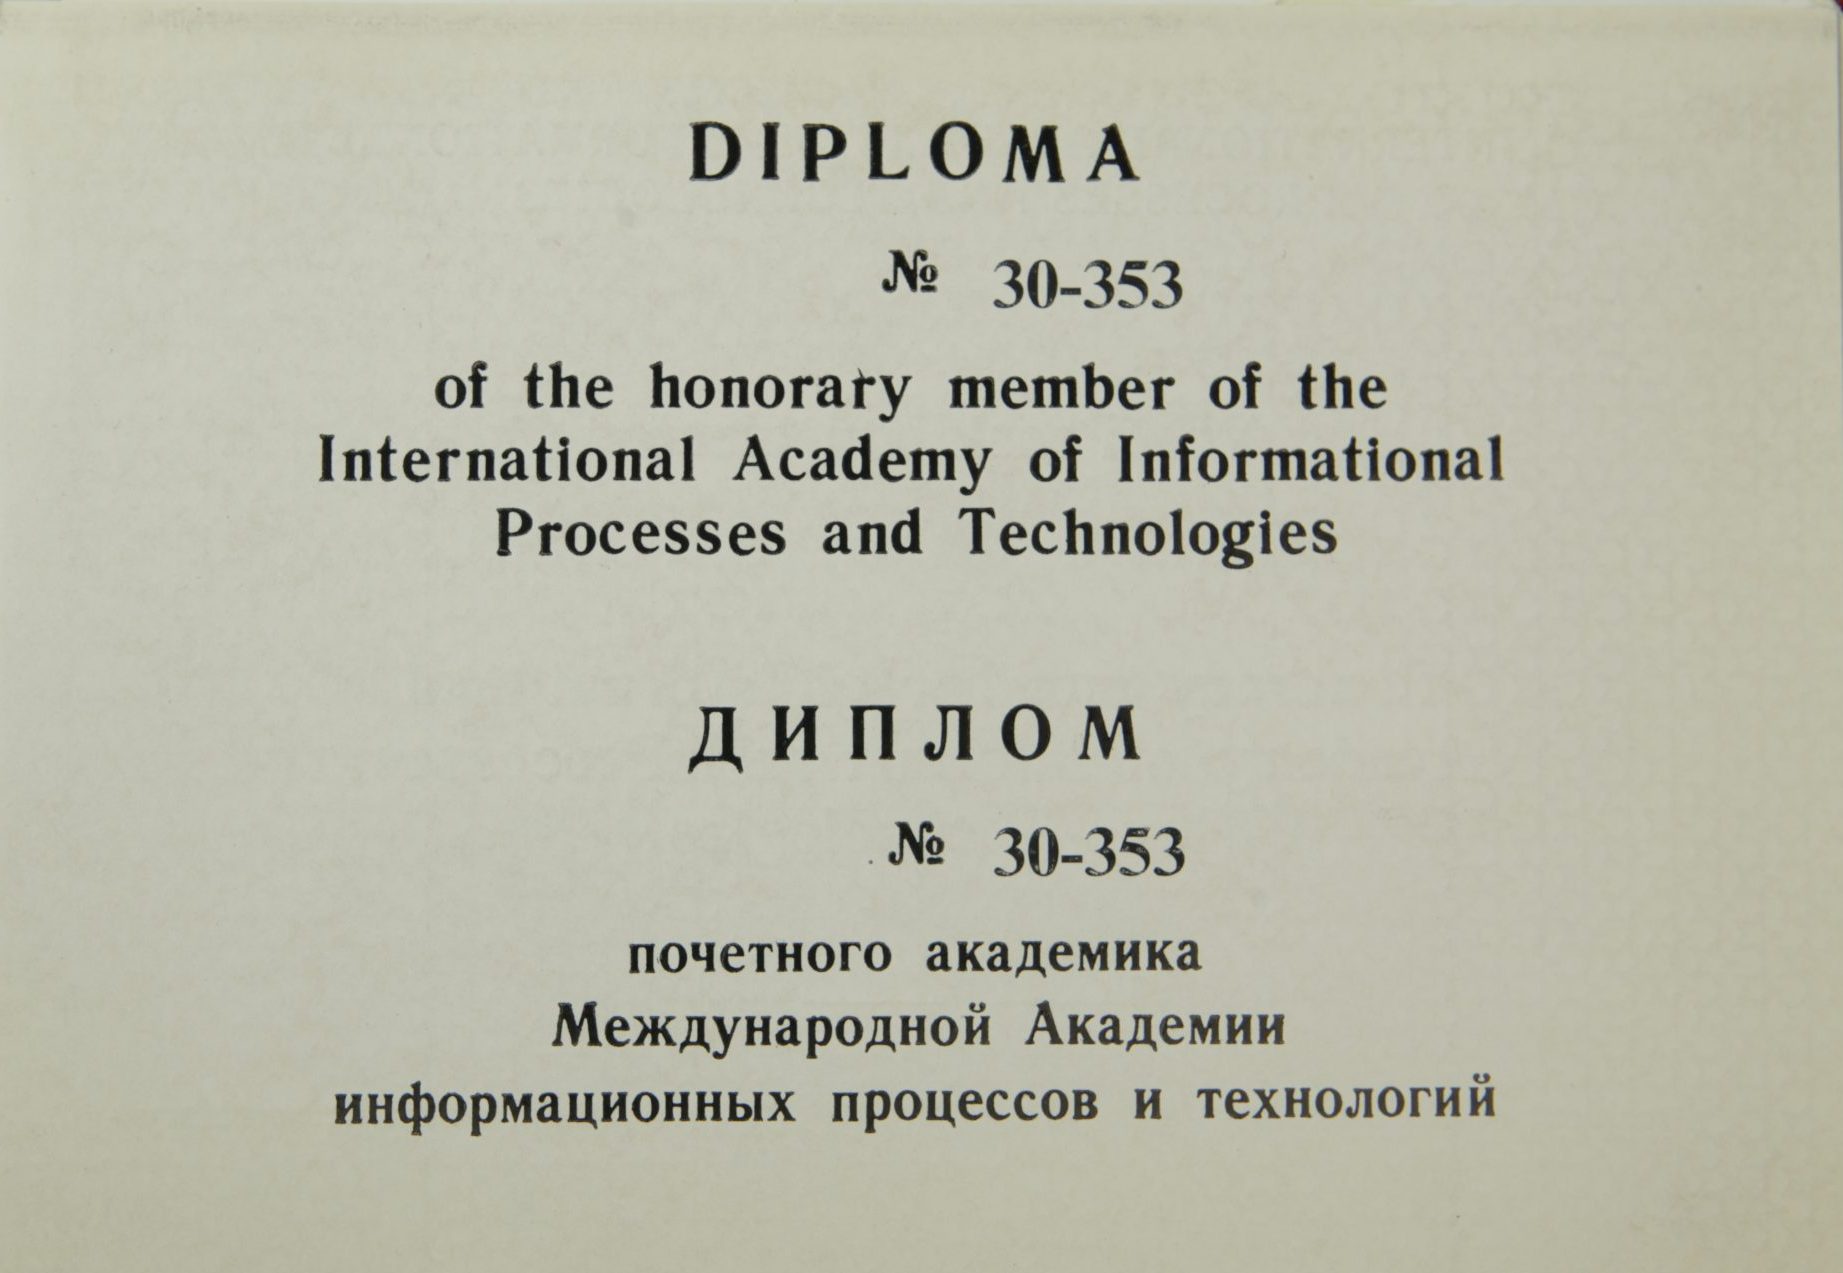 DIPLOMA
№ 30-353
of the honorary member of the
International Academy of Informational
Processes and Technologies
ДИПЛОМ
№ 30-353
почетного академика
Международной Академии
информационных процессов и технологий